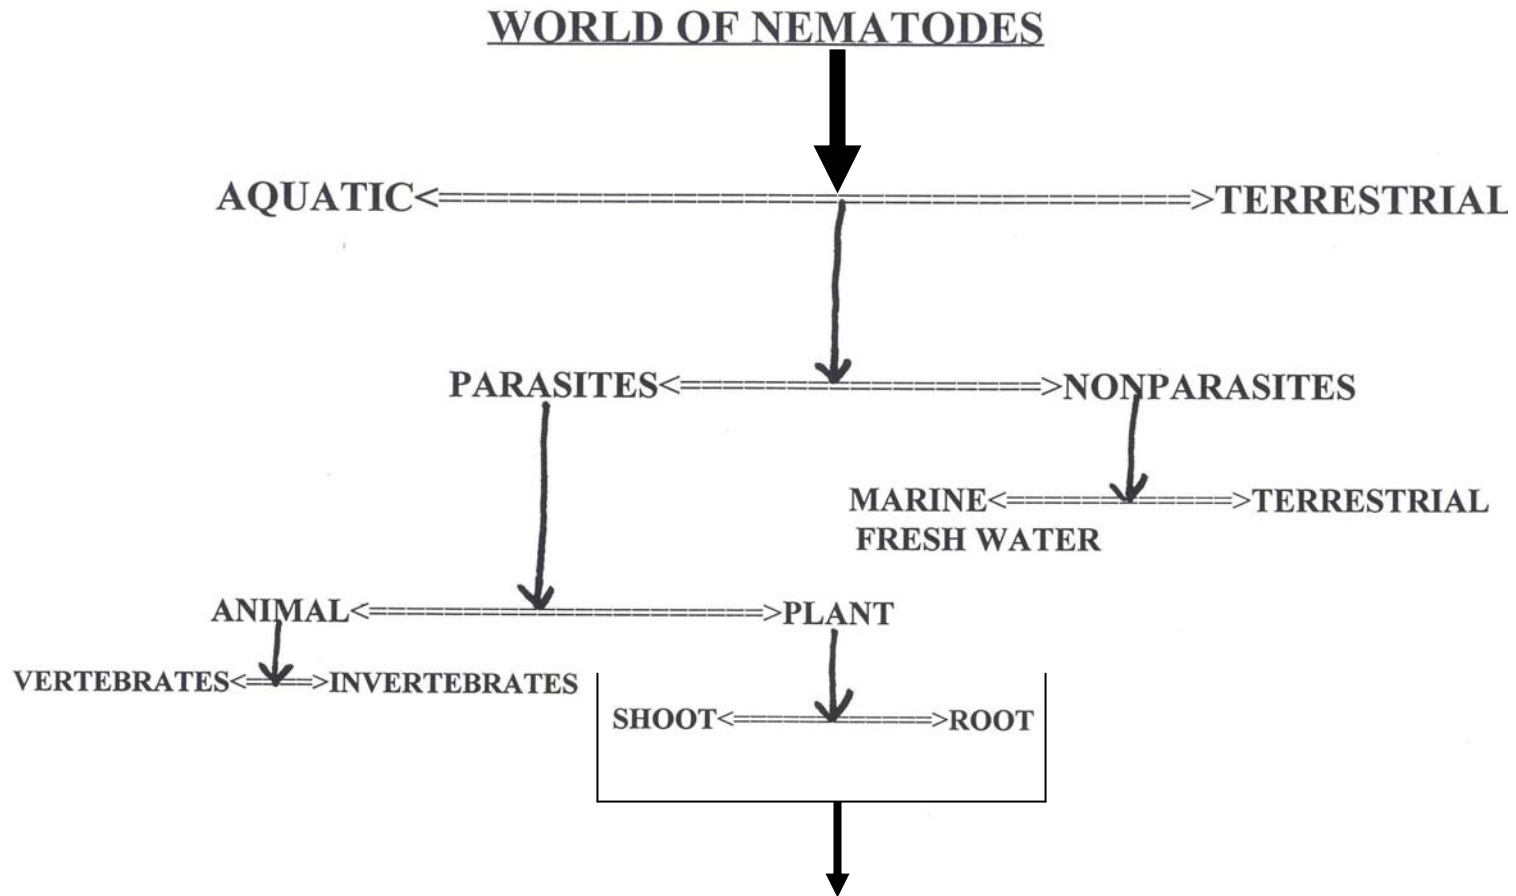 WORLD OF NEMATODES
AQUATIC<================================>TERRESTRIAL
PARASITES<==================>NONPARASITES
MARINE<============>TERRESTRIAL
FRESH WATER
ANIMAL<=====================>PLANT
VERTEBRATES<====>INVERTEBRATES
SHOOT<============>ROOT